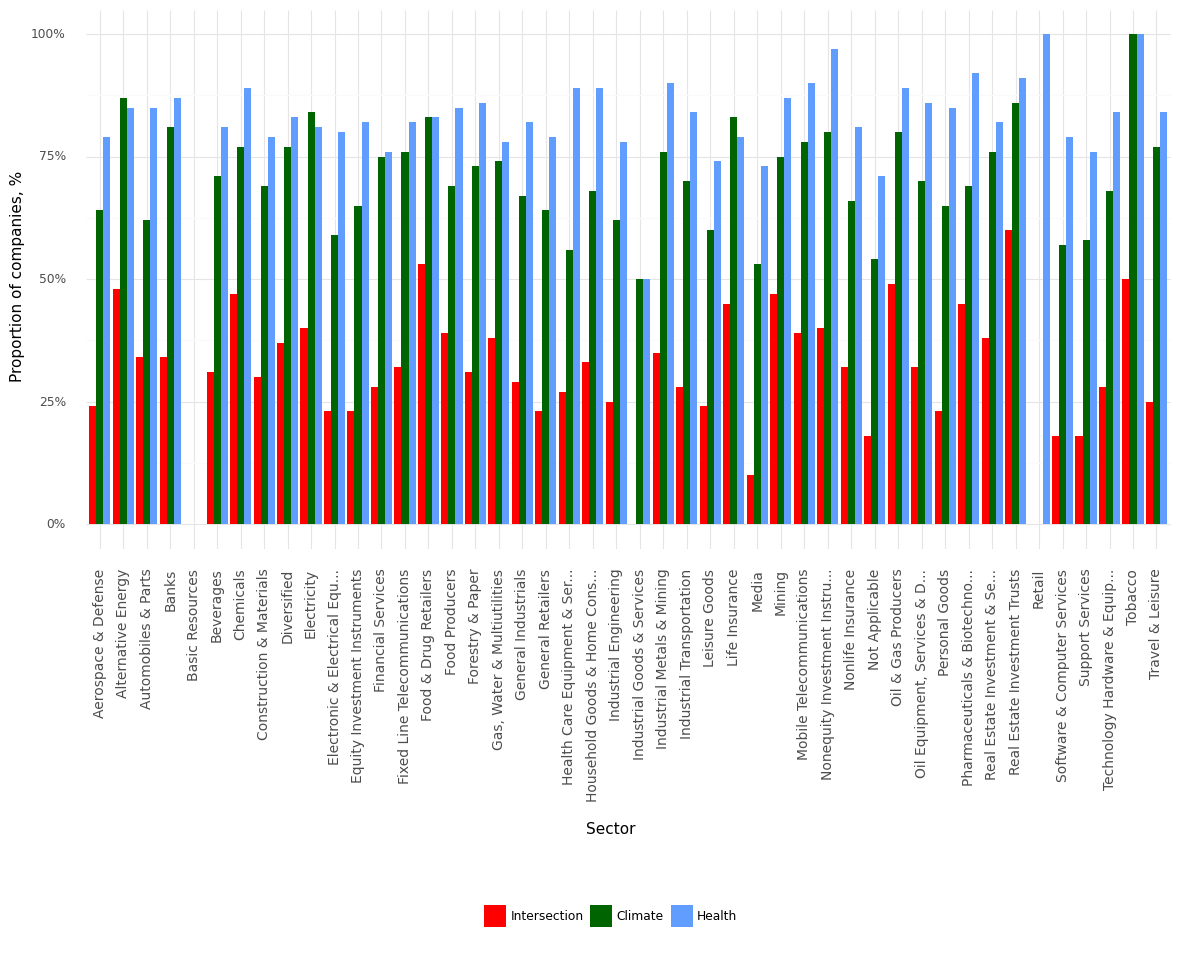 100%
75%
50%
25%
0%
Proportion of companies, %
Aerospace & Defense
Alternative Energy
Automobiles & Parts
Banks
Basic Resources
Beverages
Chemicals
Construction & Materials
Diversified
Electricity
Electronic & Electrical Equ...
Equity Investment Instruments
Financial Services
Fixed Line Telecommunications
Food & Drug Retailers
Food Producers
Forestry & Paper
Gas, Water & Multiutilities
General Industrials
General Retailers
Health Care Equipment & Ser...
Household Goods & Home Cons...
Industrial Engineering
Industrial Goods & Services
Industrial Metals & Mining
Industrial Transportation
Leisure Goods
Life Insurance
Media
Mining
Mobile Telecommunications
Nonequity Investment Instru...
Nonlife Insurance
Not Applicable
Oil & Gas Producers
Oil Equipment, Services & D...
Personal Goods
Pharmaceuticals & Biotechno...
Real Estate Investment & Se...
Real Estate Investment Trusts
Retail
Software & Computer Services
Support Services
Technology Hardware & Equip...
Tobacco
Travel & Leisure
Sector
Intersection
Climate
Health